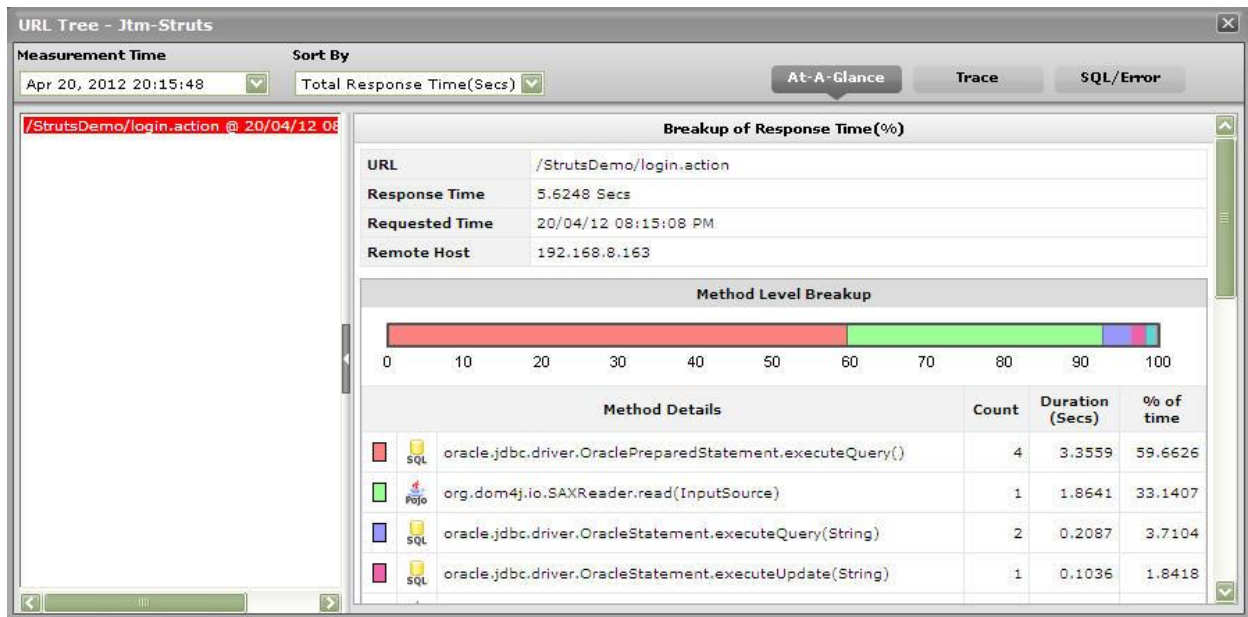 URL Tree - Jtm-Struts
Measurement Time Sort By
Apr 20, 2012 20:15:48 Total Response Time(Secs) At-A-Glance Trace SQL/Error
/StrutsDemo/login.action @ 20/04/12 08
Breakup of Response Time(%)
URL /StrutsDemo/login.action
Response Time 5.6248 Secs
Requested Time 20/04/12 08:15:08 PM
Remote Host 192.168.8.163
Method Level Breakup
0 10 20 30 40 50 60 70 80 90 100
Method Details Count Duration (Secs) % of time
SQL oracle.jdbc.driver.OraclePreparedStatement.executeQuery() 4 3.3559 59.6626
PoJo org.dom4j.io.SAXReader.read(InputSource) 1 1.8641 33.1407
SQL oracle.jdbc.driver.OracleStatement.executeQuery(String) 2 0.2087 3.7104
SQL oracle.jdbc.driver.OracleStatement.executeUpdate(String) 1 0.1036 1.8418